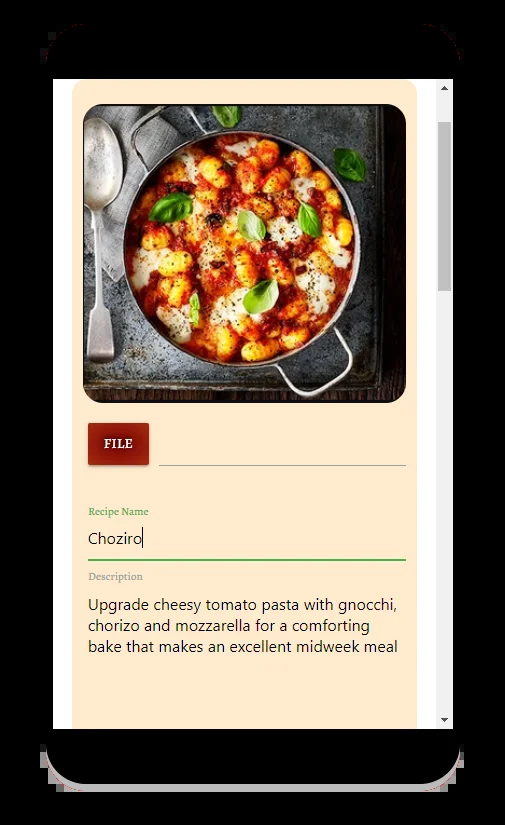 FILE
Recipe Name
Choziro
Description
Upgrade cheesy tomato pasta with gnocchi,
chorizo and mozzarella for a comforting
bake that makes an excellent midweek meal